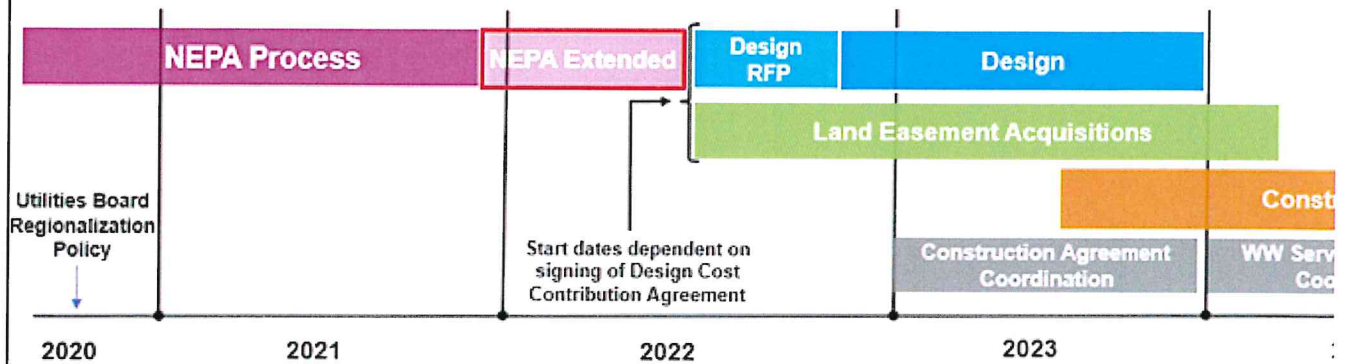 NEPA Process
NEPA Extended
Design
RFP
Design
Land Easement Acquisitions
Utilities Board
Regionalization
Policy
Start dates dependent on
signing of Design Cost
Contribution Agreement
Construction Agreement
Coordination
WW
2020
2021
2022
2023